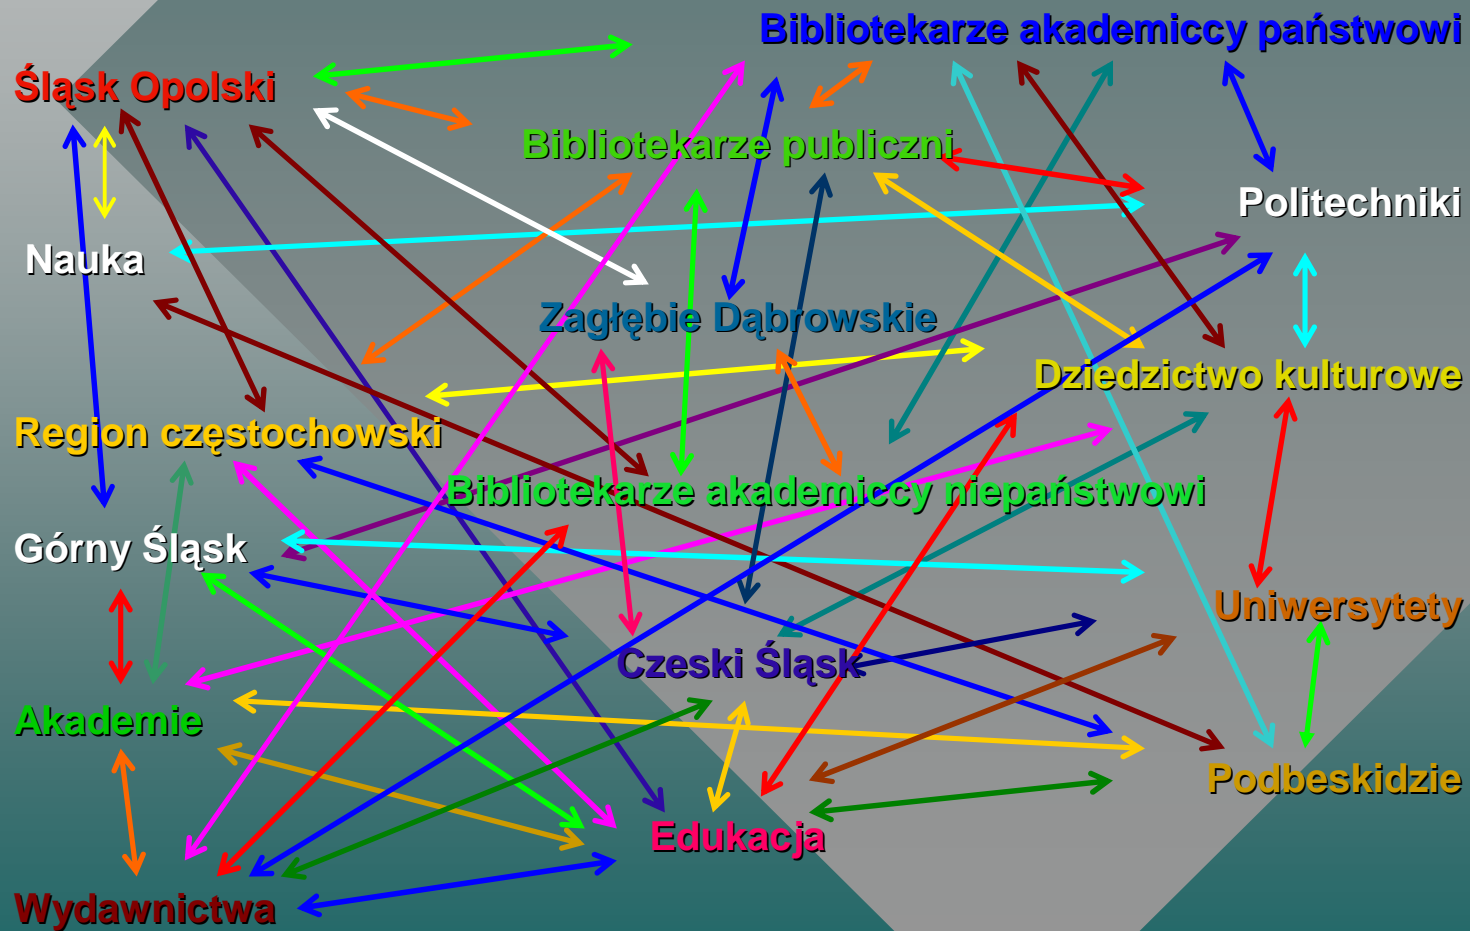 Bibliotekarze akademiccy państwowi
Śląsk Opolski
Bibliotekarze publiczni
Politechniki
Nauka
Zagłębie Dąbrowskie
Dziedzictwo kulturowe
Region częstochowski
Bibliotekarze akademiccy niepaństwowi
Górny Śląsk
Uniwersytety
Czeski Śląsk
Akademie
Podbeskidzie
Edukacja
Wydawnictwa